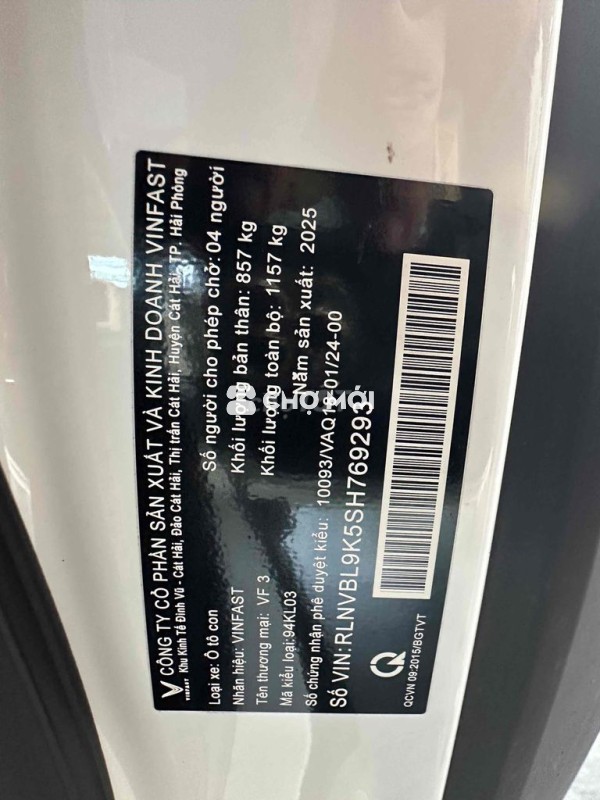 CÔNG TY CỔ PHẦN SẢN XUẤT VÀ KINH DOANH VINFAST
VINFAST
Khu Kinh Tế Đình Vũ - Cát Hải, Đảo Cát Hải, Thị trấn Cát Hải, Huyện Cát Hải, TP. Hải Phòng
Loại xe: Ô tô con
Số người cho phép chở: 04 người
Nhãn hiệu: VINFAST
Khối lượng bản thân: 857 kg
Tên thương mại: VF 3
Khối lượng toàn bộ: 1157 kg
Mã kiểu loại: 94KL03
Năm sản xuất: 2025
Số chứng nhận phê duyệt kiểu: 10093/VAQ18-01/24-00
Số VIN: RLNVBL9K5SH769293
QCVN 09:2015/BGTVT
CHỢ MỚI